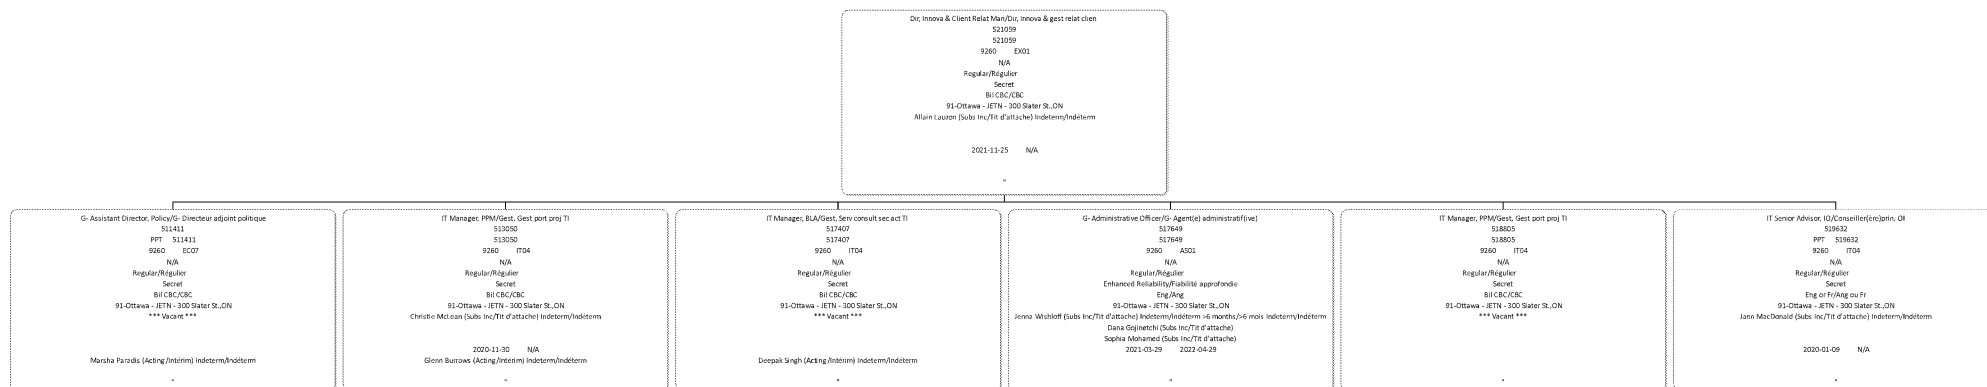 Dir, Innova & Client Relat Man/Dir, Innova & gest relat clien
521059
521059
9260 EX01
N/A
Regular/Régulier
Secret
Bil CBC/CBC
91-Ottawa - JETN - 300 Slater St.,ON
Allain Lauzon (Subs Inc/Tit d'attache) Indeterm/Indéterm
2021-11-25 N/A
"
G- Assistant Director, Policy/G- Directeur adjoint politique
511411
PPT 511411
9260 EC07
N/A
Regular/Régulier
Secret
Bil CBC/CBC
91-Ottawa - JETN - 300 Slater St.,ON
*** Vacant ***
Marsha Paradis (Acting/Intérim) Indeterm/Indéterm
"
IT Manager, PPM/Gest, Gest port proj TI
513050
513050
9260 IT04
N/A
Regular/Régulier
Secret
Bil CBC/CBC
91-Ottawa - JETN - 300 Slater St.,ON
Christie McLean (Subs Inc/Tit d'attache) Indeterm/Indéterm
2020-11-30 N/A
Glenn Burrows (Acting/Intérim) Indeterm/Indéterm
"
IT Manager, BLA/Gest, Serv consult sec act TI
517407
517407
9260 IT04
N/A
Regular/Régulier
Secret
Bil CBC/CBC
91-Ottawa - JETN - 300 Slater St.,ON
*** Vacant ***
Deepak Singh (Acting/Intérim) Indeterm/Indéterm
"
G- Administrative Officer/G- Agent(e) administratif(ive)
517649
517649
9260 AS01
N/A
Regular/Régulier
Enhanced Reliability/Fiabilité approfondie
Eng/Ang
91-Ottawa - JETN - 300 Slater St.,ON
Jenna Wishloff (Subs Inc/Tit d'attache) Indeterm/Indéterm >6 months/>6 mois Indeterm/Indéterm
Dana Gojinetchi (Subs Inc/Tit d'attache)
Sophia Mohamed (Subs Inc/Tit d'attache)
2021-03-29 2022-04-29
"
IT Manager, PPM/Gest, Gest port proj TI
518805
518805
9260 IT04
N/A
Regular/Régulier
Secret
Bil CBC/CBC
91-Ottawa - JETN - 300 Slater St.,ON
*** Vacant ***
"
IT Senior Advisor, IO/Conseiller(ère)prin, OI
519632
PPT 519632
9260 IT04
N/A
Regular/Régulier
Secret
Eng or Fr/Ang ou Fr
91-Ottawa - JETN - 300 Slater St.,ON
Jann MacDonald (Subs Inc/Tit d'attache) Indeterm/Indéterm
2020-01-09 N/A
"